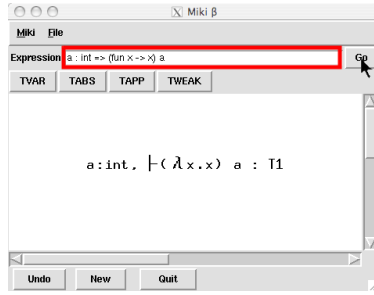 Miki β
Miki File
Expression a : int => (fun x -> x) a Go
TVAR TABS TAPP TWEAK
a:int, ├(λx.x) a : T1
Undo New Quit